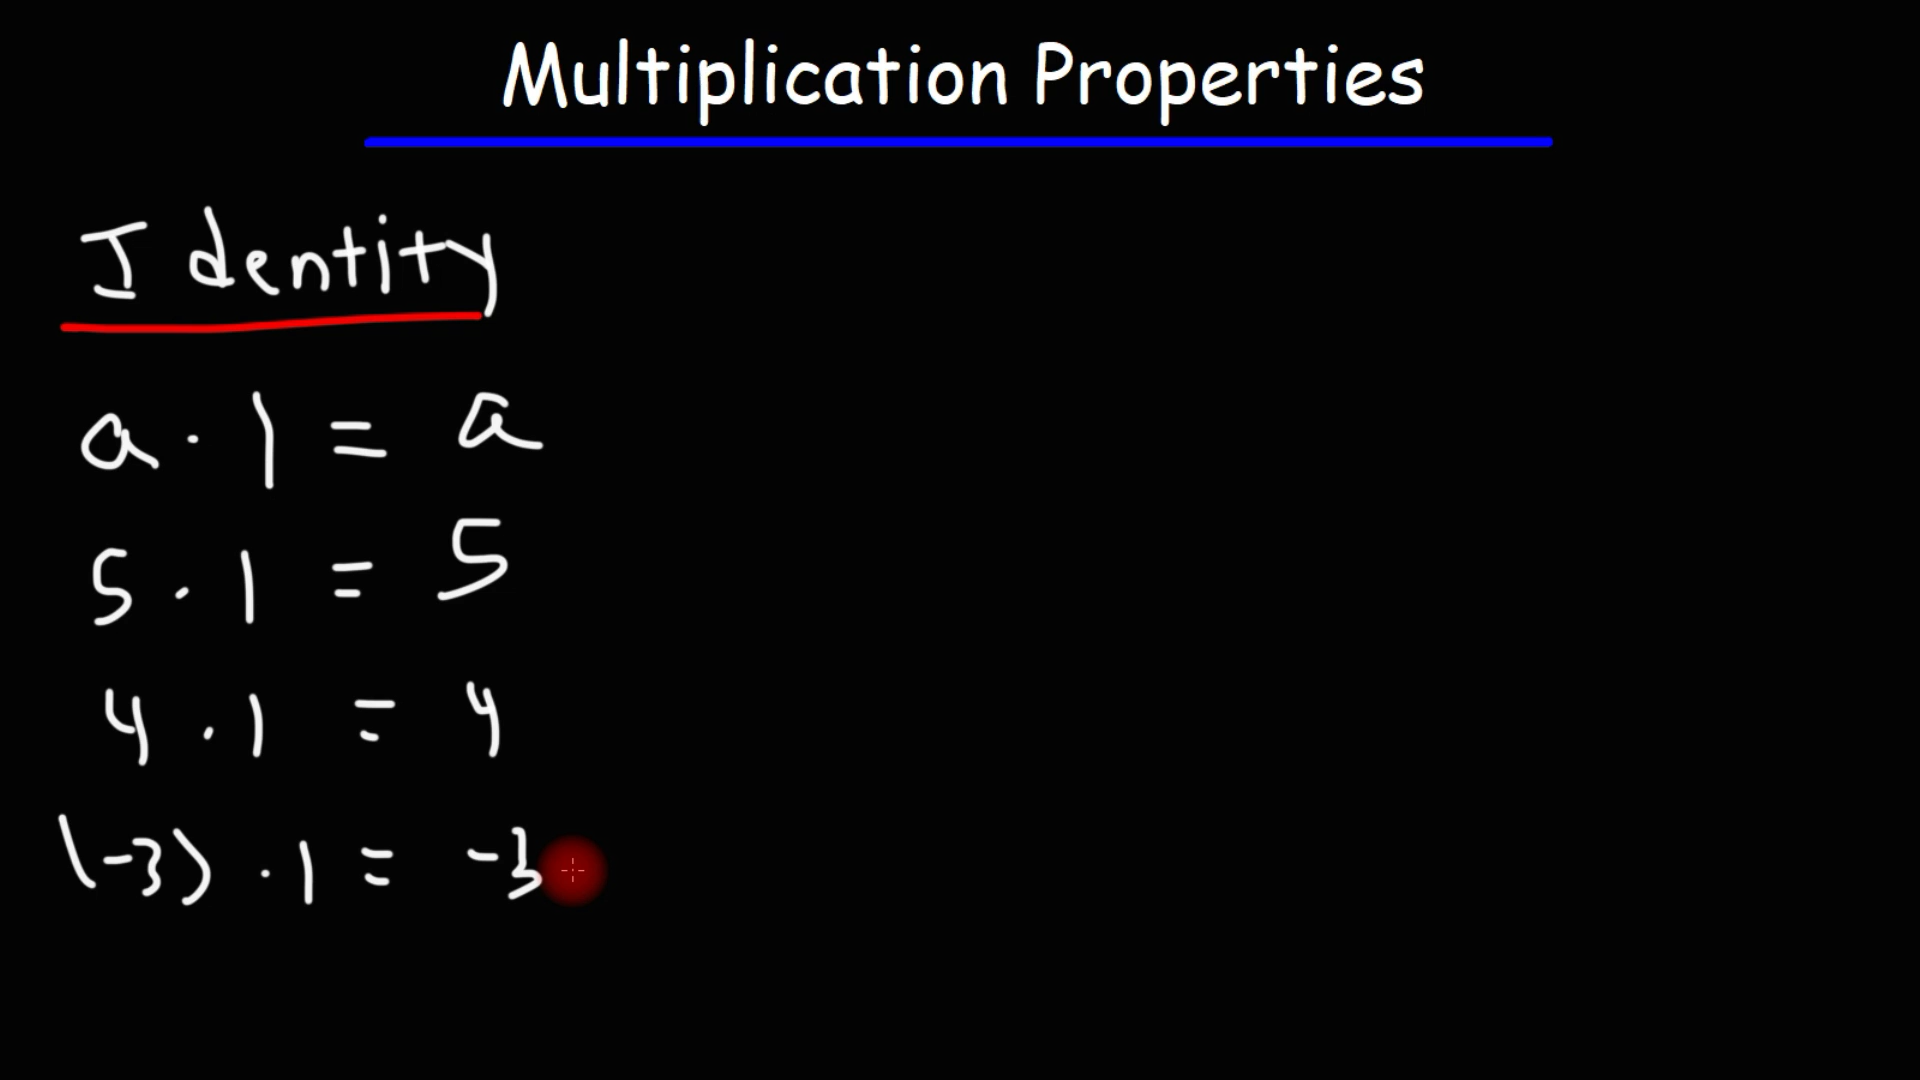 Multiplication Properties
Identity
a · 1 = a
5 · 1 = 5
4 · 1 = 4
(-3) · 1 = -3